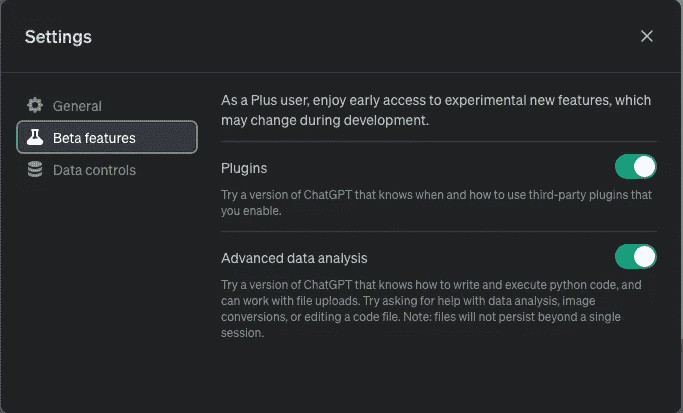 Settings
General
Beta features
Data controls
As a Plus user, enjoy early access to experimental new features, which
may change during development.
Plugins
Try a version of ChatGPT that knows when and how to use third-party plugins that
you enable.
Advanced data analysis
Try a version of ChatGPT that knows how to write and execute python code, and
can work with file uploads. Try asking for help with data analysis, image
conversions, or editing a code file. Note: files will not persist beyond a single
session.